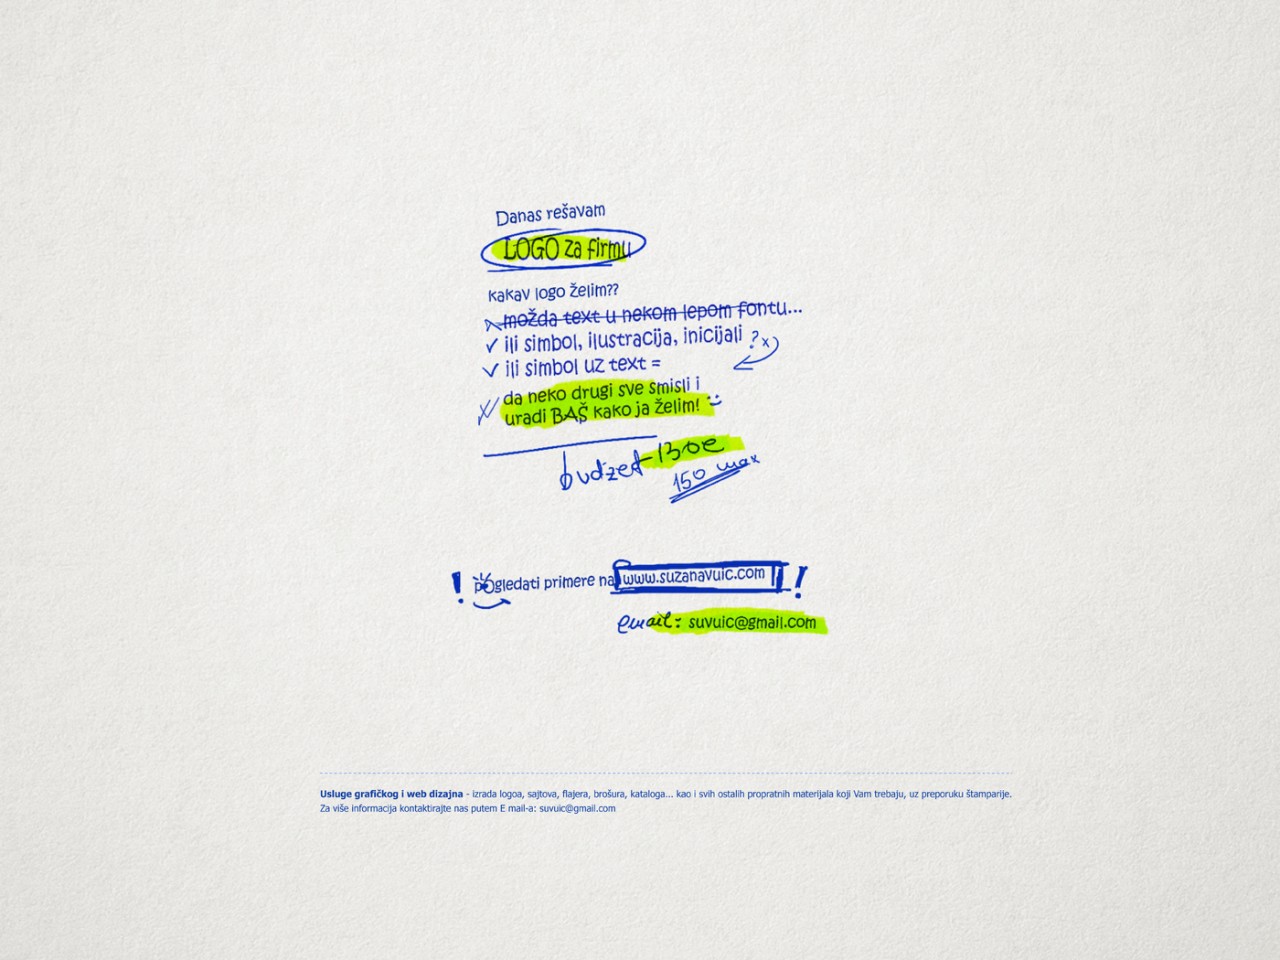 Danas rešavam
LOGO za firmu
kakav logo želim??
možda text u nekom lepom fontu...
ili simbol, ilustracija, inicijali ?x
ili simbol uz text =
da neko drugi sve smisli i
uradi BAŠ kako ja želim!
budžet 130e
150 max
! pogledati primere na www.suzanavuic.com !
email: suvuic@gmail.com
Usluge grafičkog i web dizajna - izrada logoa, sajtova, flajera, brošura, kataloga... kao i svih ostalih propratnih materijala koji Vam trebaju, uz preporuku štamparije.
Za više informacija kontaktirajte nas putem E mail-a: suvuic@gmail.com